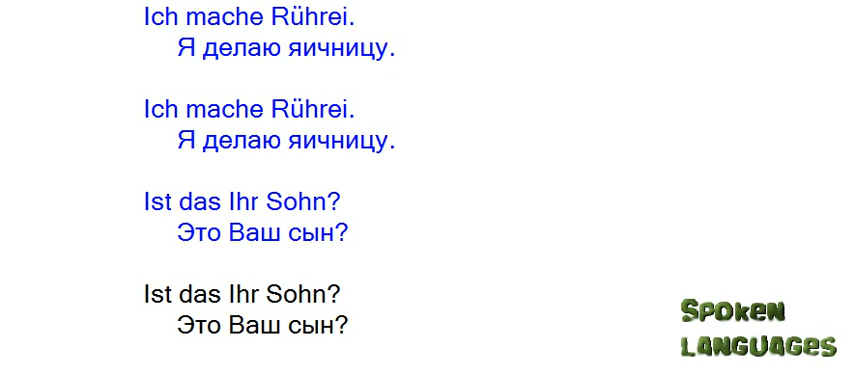 Ich mache Rührei.
Я делаю яичницу.
Ich mache Rührei.
Я делаю яичницу.
Ist das Ihr Sohn?
Это Ваш сын?
Ist das Ihr Sohn?
Это Ваш сын?
SPOKEN
LANGUAGES